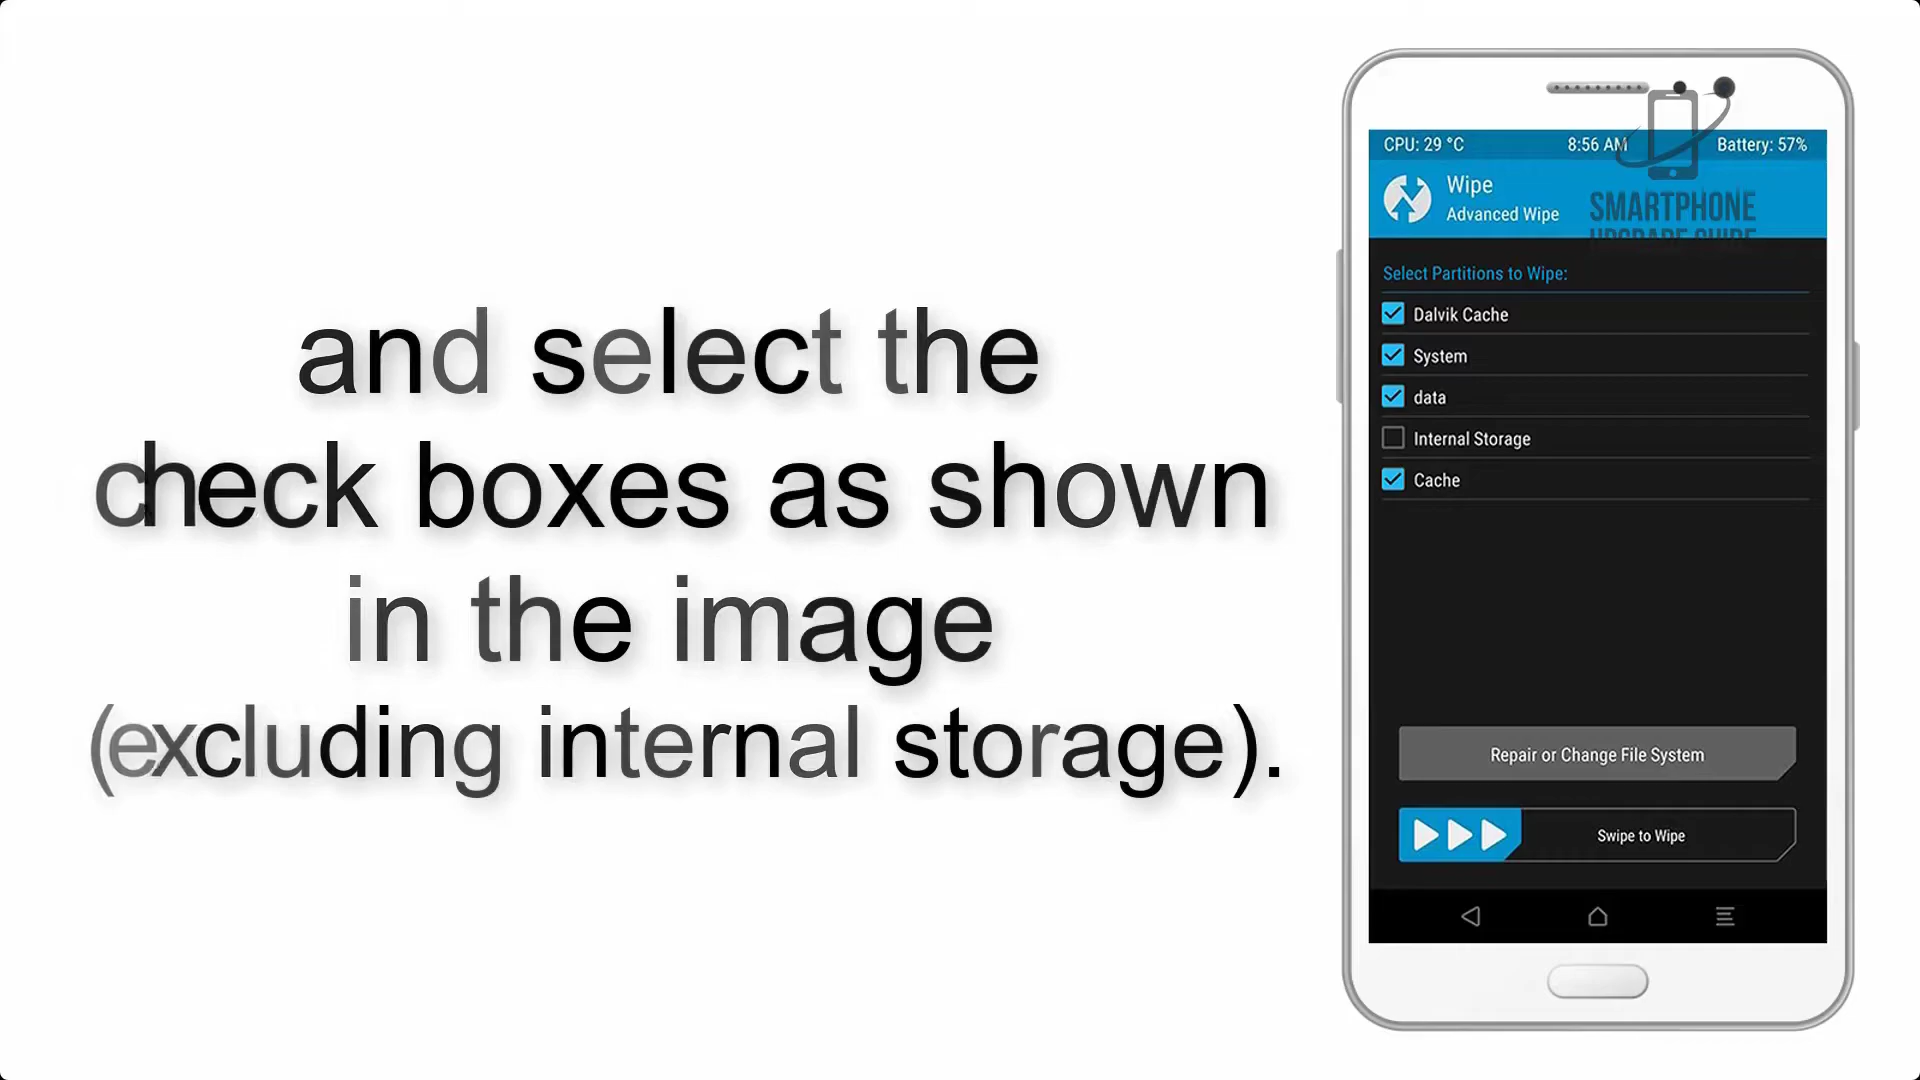 and select the
check boxes as shown
in the image
(excluding internal storage).
CPU: 29 °C 8:56 AM Battery: 57%
Wipe
Advanced Wipe
SMARTPHONE
UPGRADE GUIDE
Select Partitions to Wipe:
Dalvik Cache
System
data
Internal Storage
Cache
Repair or Change File System
Swipe to Wipe